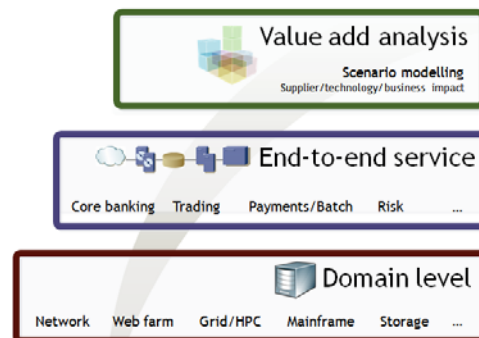 Value add analysis
Scenario modelling
Supplier/technology/business impact
End-to-end service
Core banking Trading Payments/Batch Risk ...
Domain level
Network Web farm Grid/HPC Mainframe Storage ...